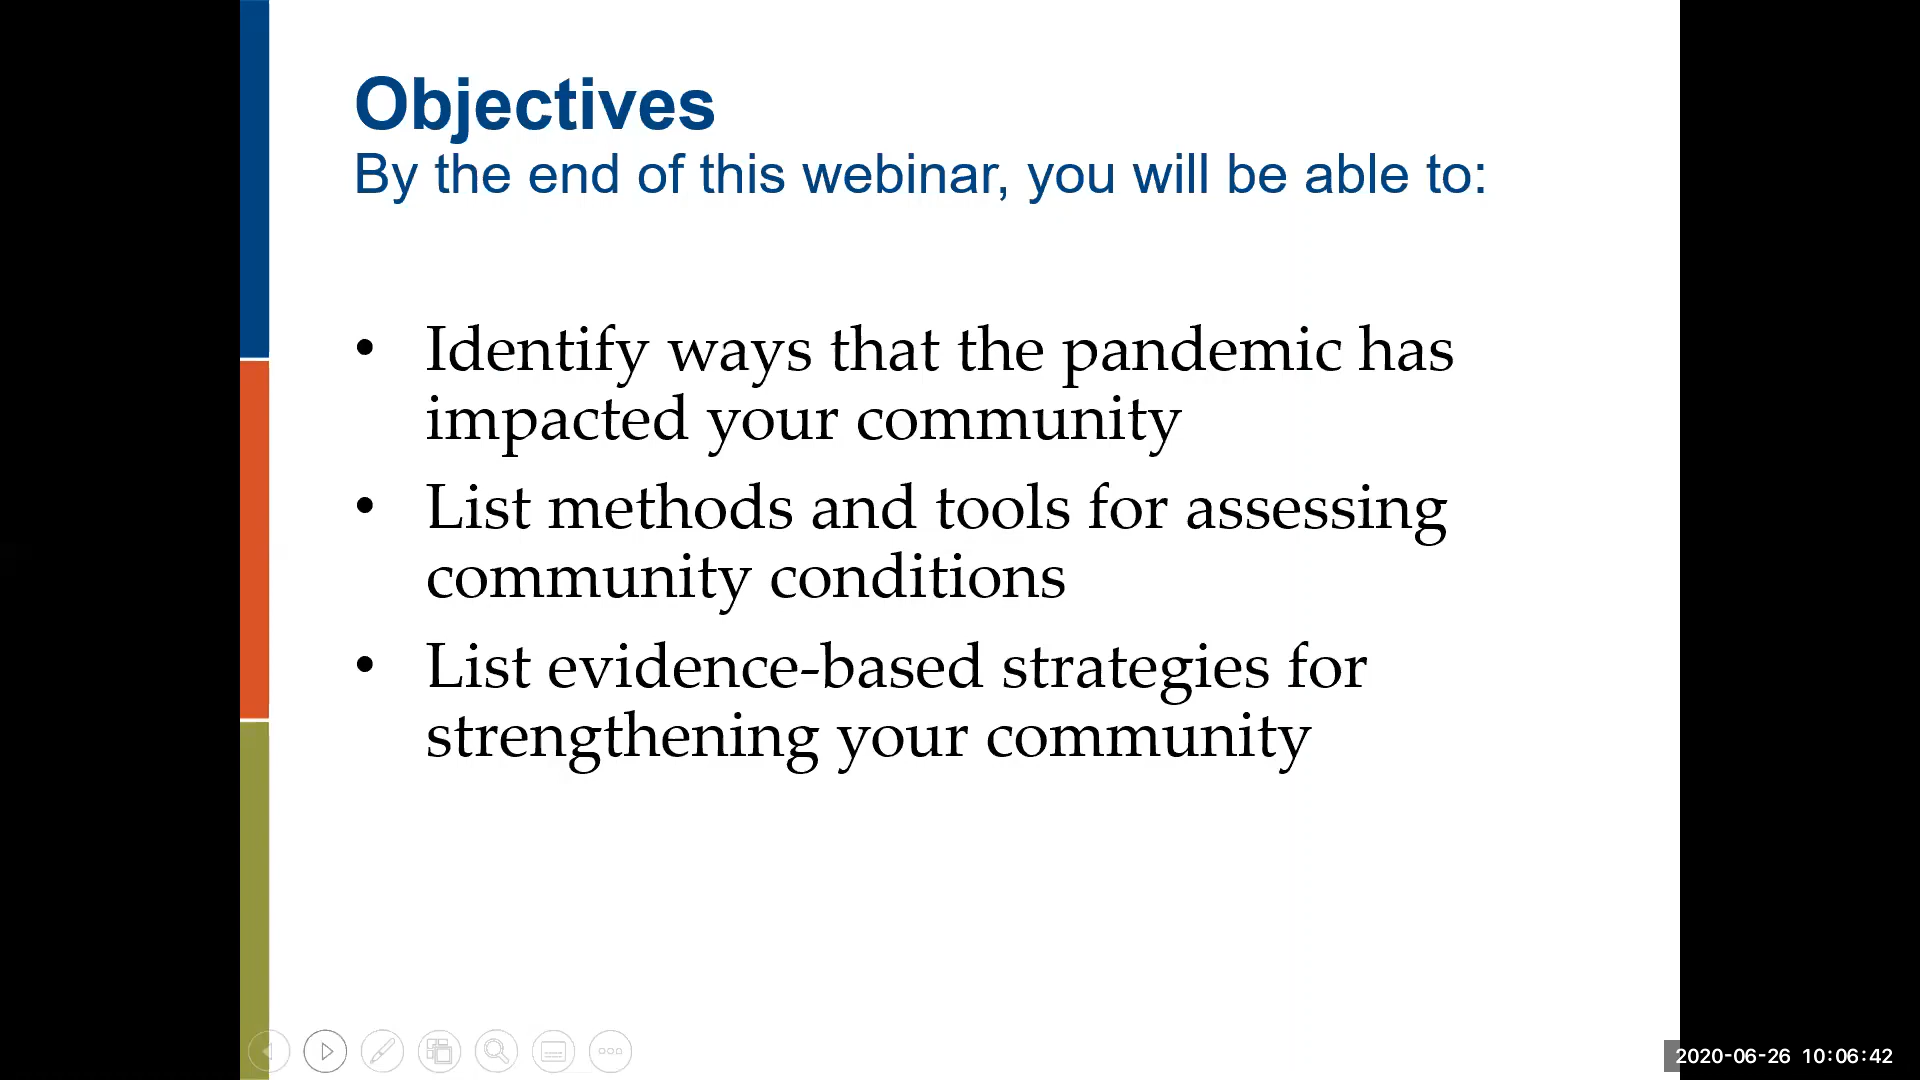 Objectives
By the end of this webinar, you will be able to:
• Identify ways that the pandemic has
impacted your community
• List methods and tools for assessing
community conditions
• List evidence-based strategies for
strengthening your community
2020-06-26 10:06:42